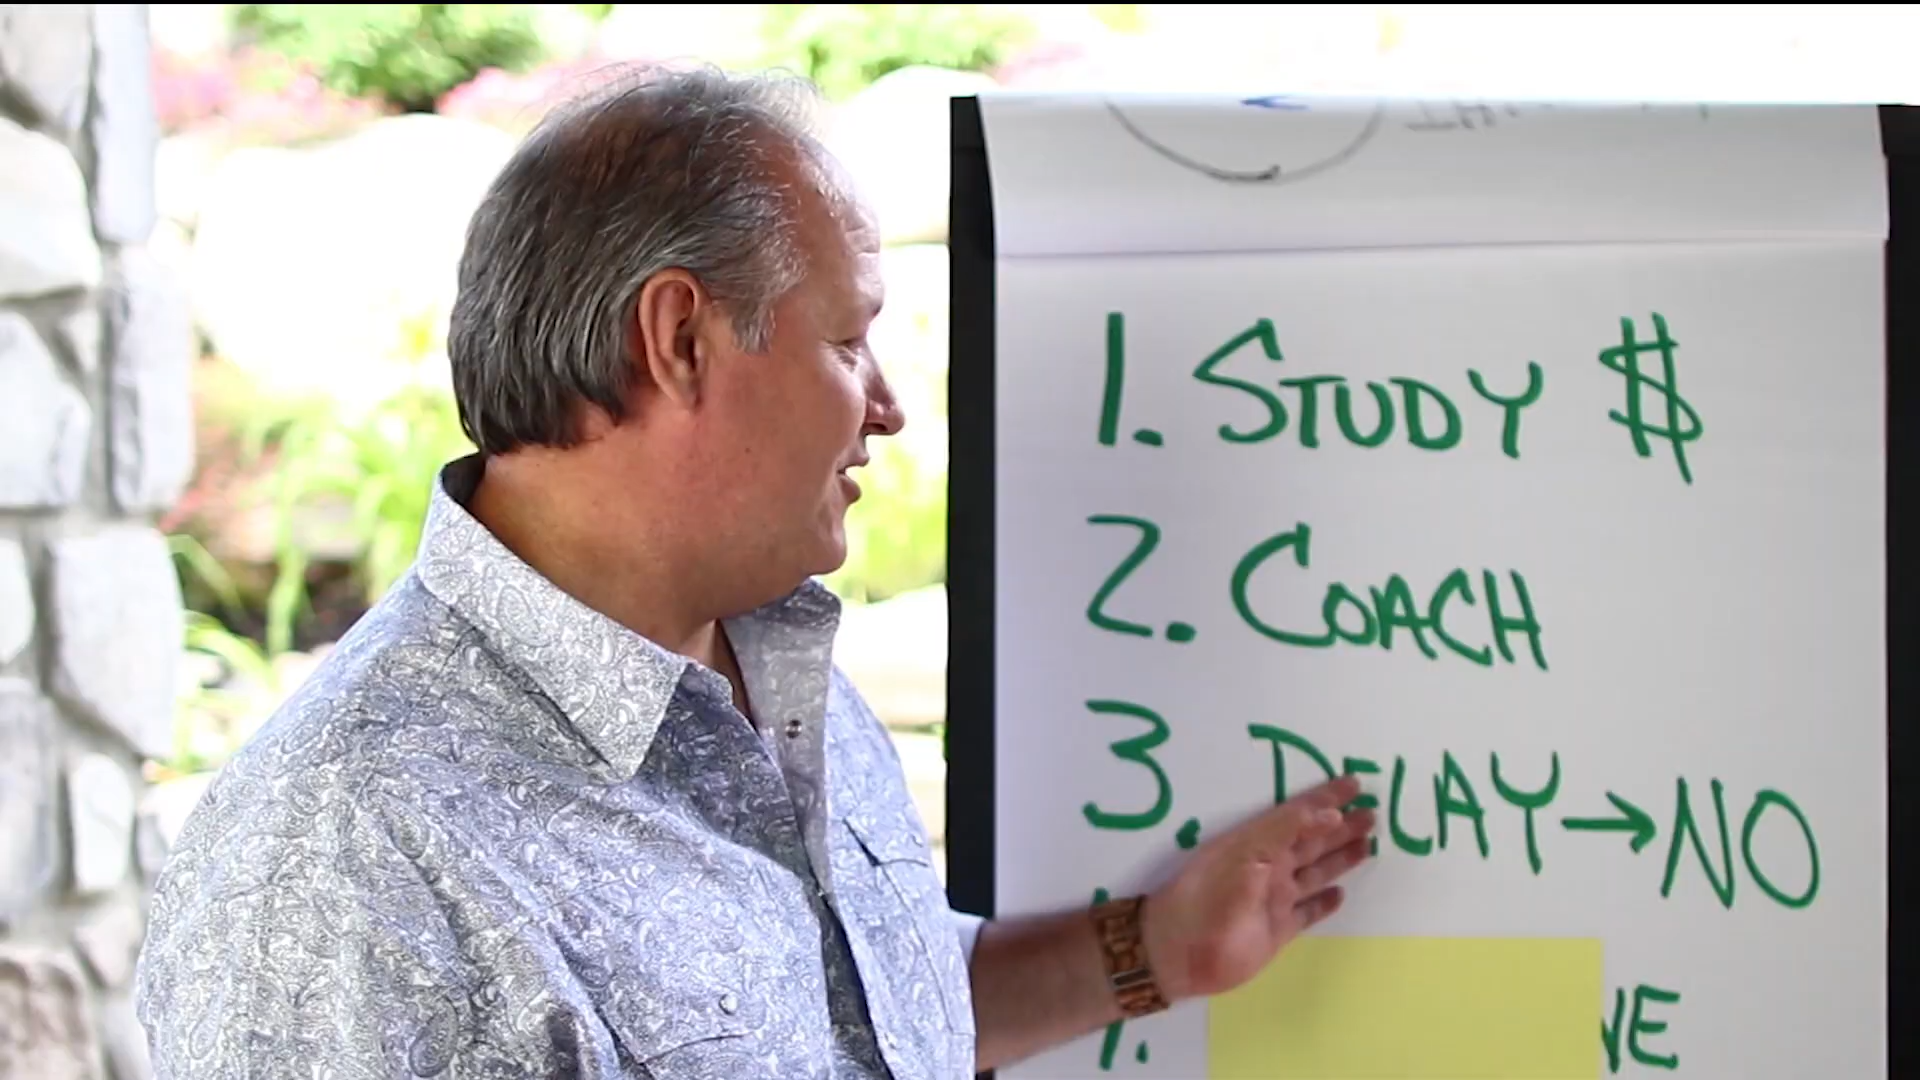 1. STUDY $
2. COACH
3. DELAY → NO